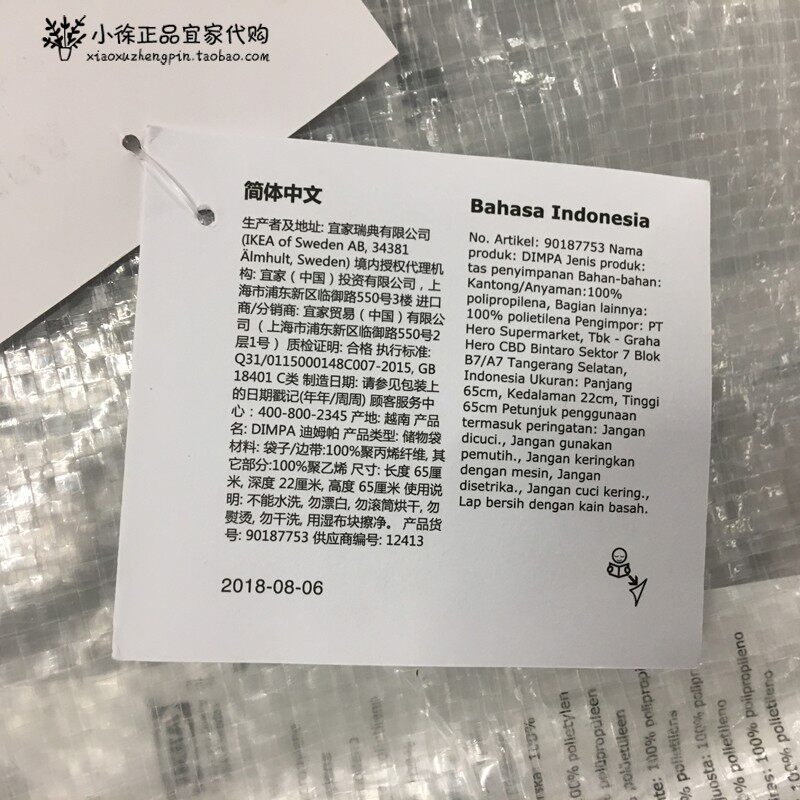 小徐正品宜家代购
xiaoxuzhengpin.taobao.com
简体中文
生产者及地址: 宜家瑞典有限公司
(IKEA of Sweden AB, 34381
Älmhult, Sweden) 境内授权代理机
构: 宜家（中国）投资有限公司，上
海市浦东新区临御路550号3楼 进口
商/分销商: 宜家贸易（中国）有限公
司（上海市浦东新区临御路550号2
层1号） 质检证明: 合格 执行标准:
Q31/0115000148C007-2015, GB
18401 C类 制造日期: 请参见包装上
的日期戳记(年年/周周) 顾客服务中
心：400-800-2345 产地: 越南 产品
名: DIMPA 迪姆帕 产品类型: 储物袋
材料: 袋子/边带:100%聚丙烯纤维, 其
它部分:100%聚乙烯 尺寸: 长度 65厘
米, 深度 22厘米, 高度 65厘米 使用说
明: 不能水洗, 勿漂白, 勿滚筒烘干, 勿
熨烫, 勿干洗, 用湿布块擦净。 产品货
号: 90187753 供应商编号: 12413
2018-08-06
Bahasa Indonesia
No. Artikel: 90187753 Nama
produk: DIMPA Jenis produk:
tas penyimpanan Bahan-bahan:
Kantong/Anyaman:100%
polipropilena, Bagian lainnya:
100% polietilena Pengimpor: PT
Hero Supermarket, Tbk - Graha
Hero CBD Bintaro Sektor 7 Blok
B7/A7 Tangerang Selatan,
Indonesia Ukuran: Panjang
65cm, Kedalaman 22cm, Tinggi
65cm Petunjuk penggunaan
termasuk peringatan: Jangan
dicuci., Jangan gunakan
pemutih., Jangan keringkan
dengan mesin, Jangan
disetrika., Jangan cuci kering.,
Lap bersih dengan kain basah.
100% polietylen
100% polipropuleen
polietüleen
100% polipropi
100% polipropileno
polietileno
100% polipropileno
100% polietileno